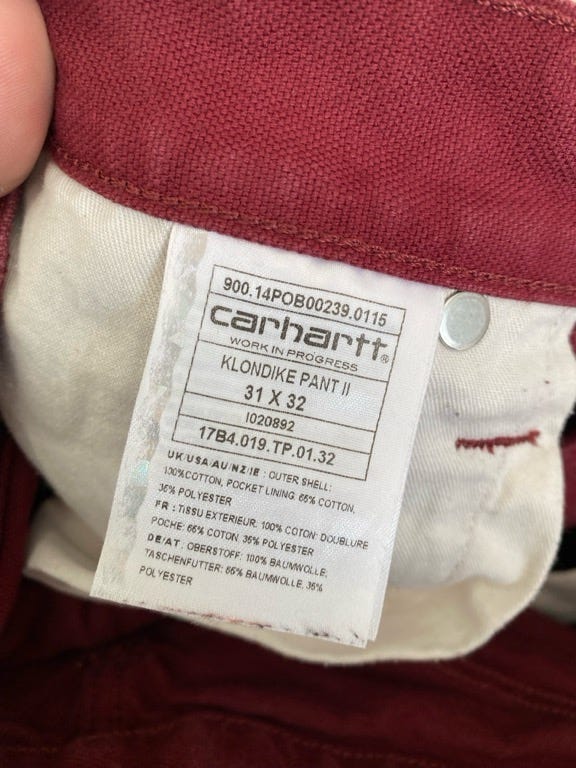 900.14POB00239.0115
carhartt®
WORK IN PROGRESS
KLONDIKE PANT II
31 X 32
I020892
17B4.019.TP.01.32
UK/USA/AU/NZ/IE : OUTER SHELL:
100%COTTON, POCKET LINING 65% COTTON,
35% POLYESTER
FR : TISSU EXTERIEUR: 100% COTON: DOUBLURE
POCHE: 65% COTON, 35% POLYESTER
DE/AT. OBERSTOFF: 100% BAUMWOLLE,
TASCHENFUTTER: 65% BAUMWOLLE, 35%
POLYESTER